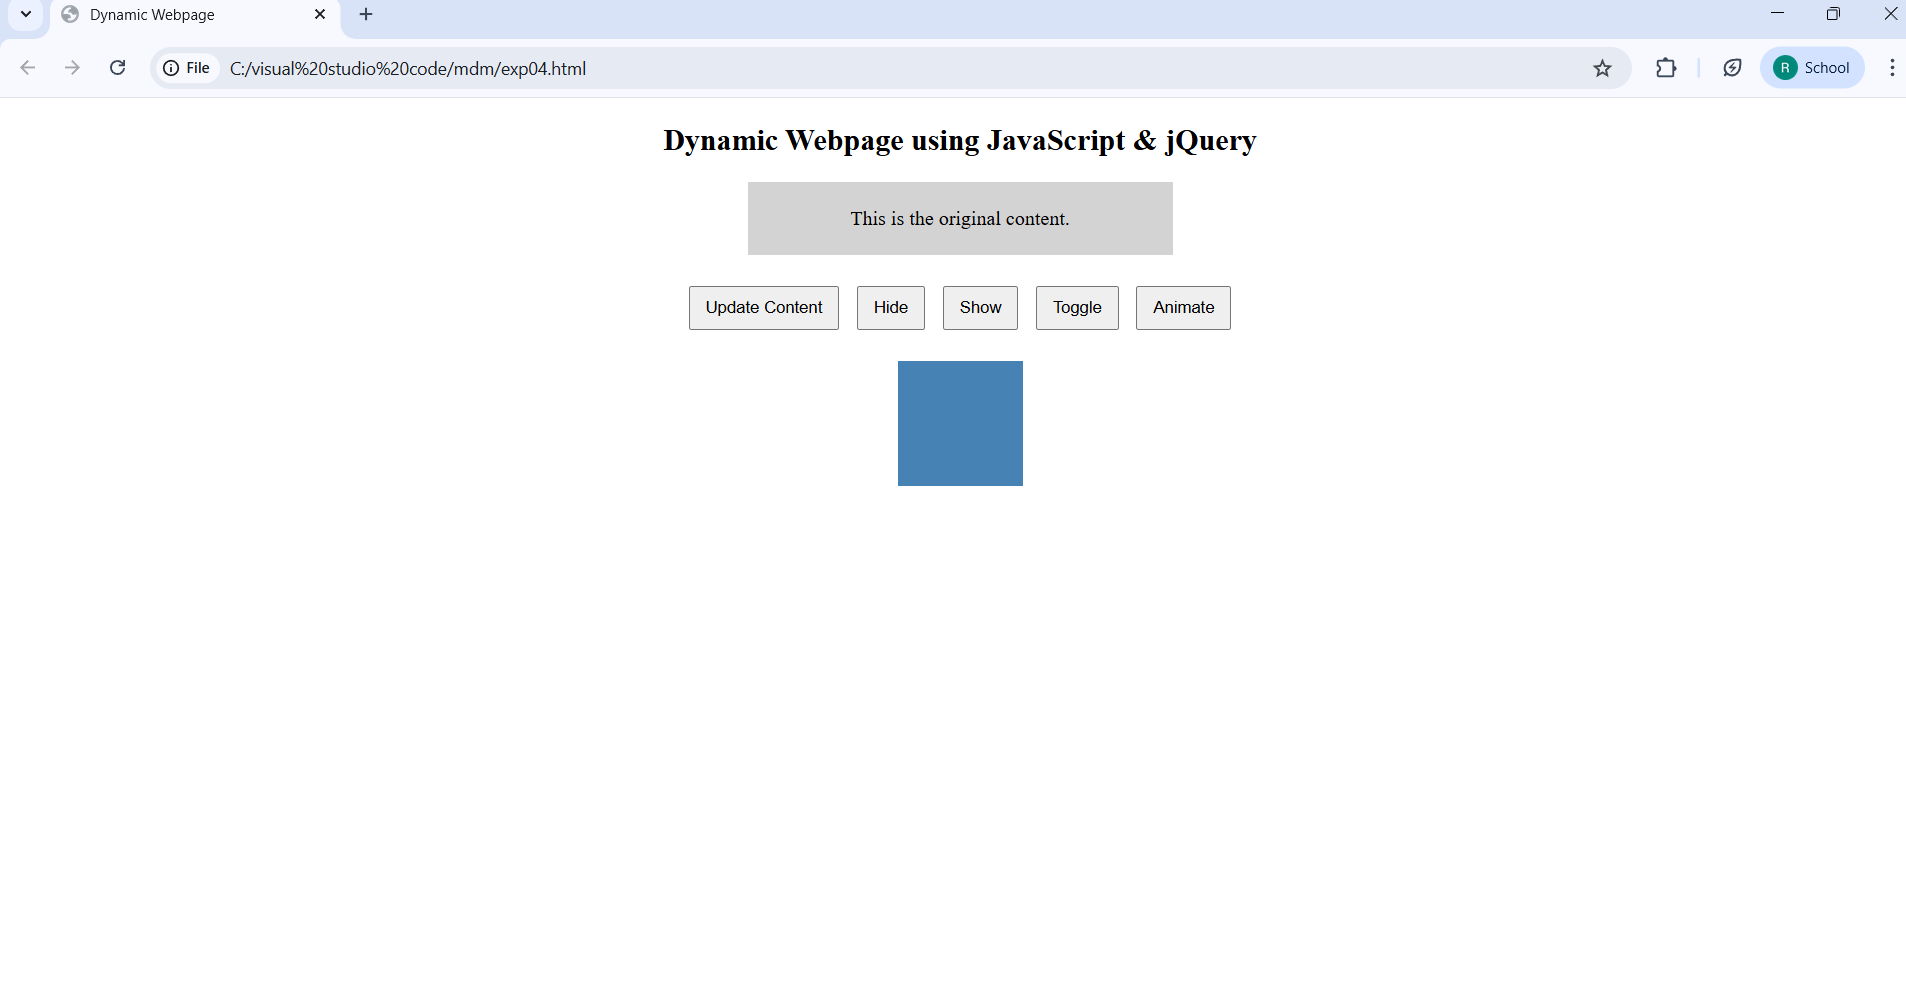 Dynamic Webpage
File C:/visual%20studio%20code/mdm/exp04.html
R School
Dynamic Webpage using JavaScript & jQuery
This is the original content.
Update Content Hide Show Toggle Animate